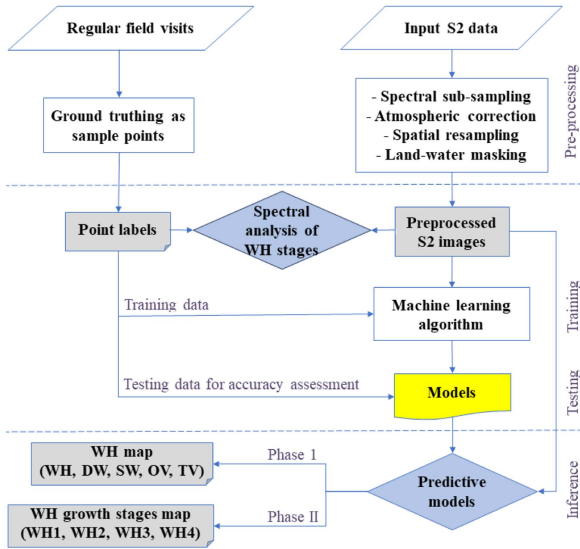 Regular field visits
Input S2 data
Ground truthing as
sample points
- Spectral sub-sampling
- Atmospheric correction
- Spatial resampling
- Land-water masking
Pre-processing
Point labels
Spectral
analysis of
WH stages
Preprocessed
S2 images
Training data
Machine learning
algorithm
Training
Testing data for accuracy assessment
Models
Testing
WH map
(WH, DW, SW, OV, TV)
Phase 1
Predictive
models
Inference
WH growth stages map
(WH1, WH2, WH3, WH4)
Phase II